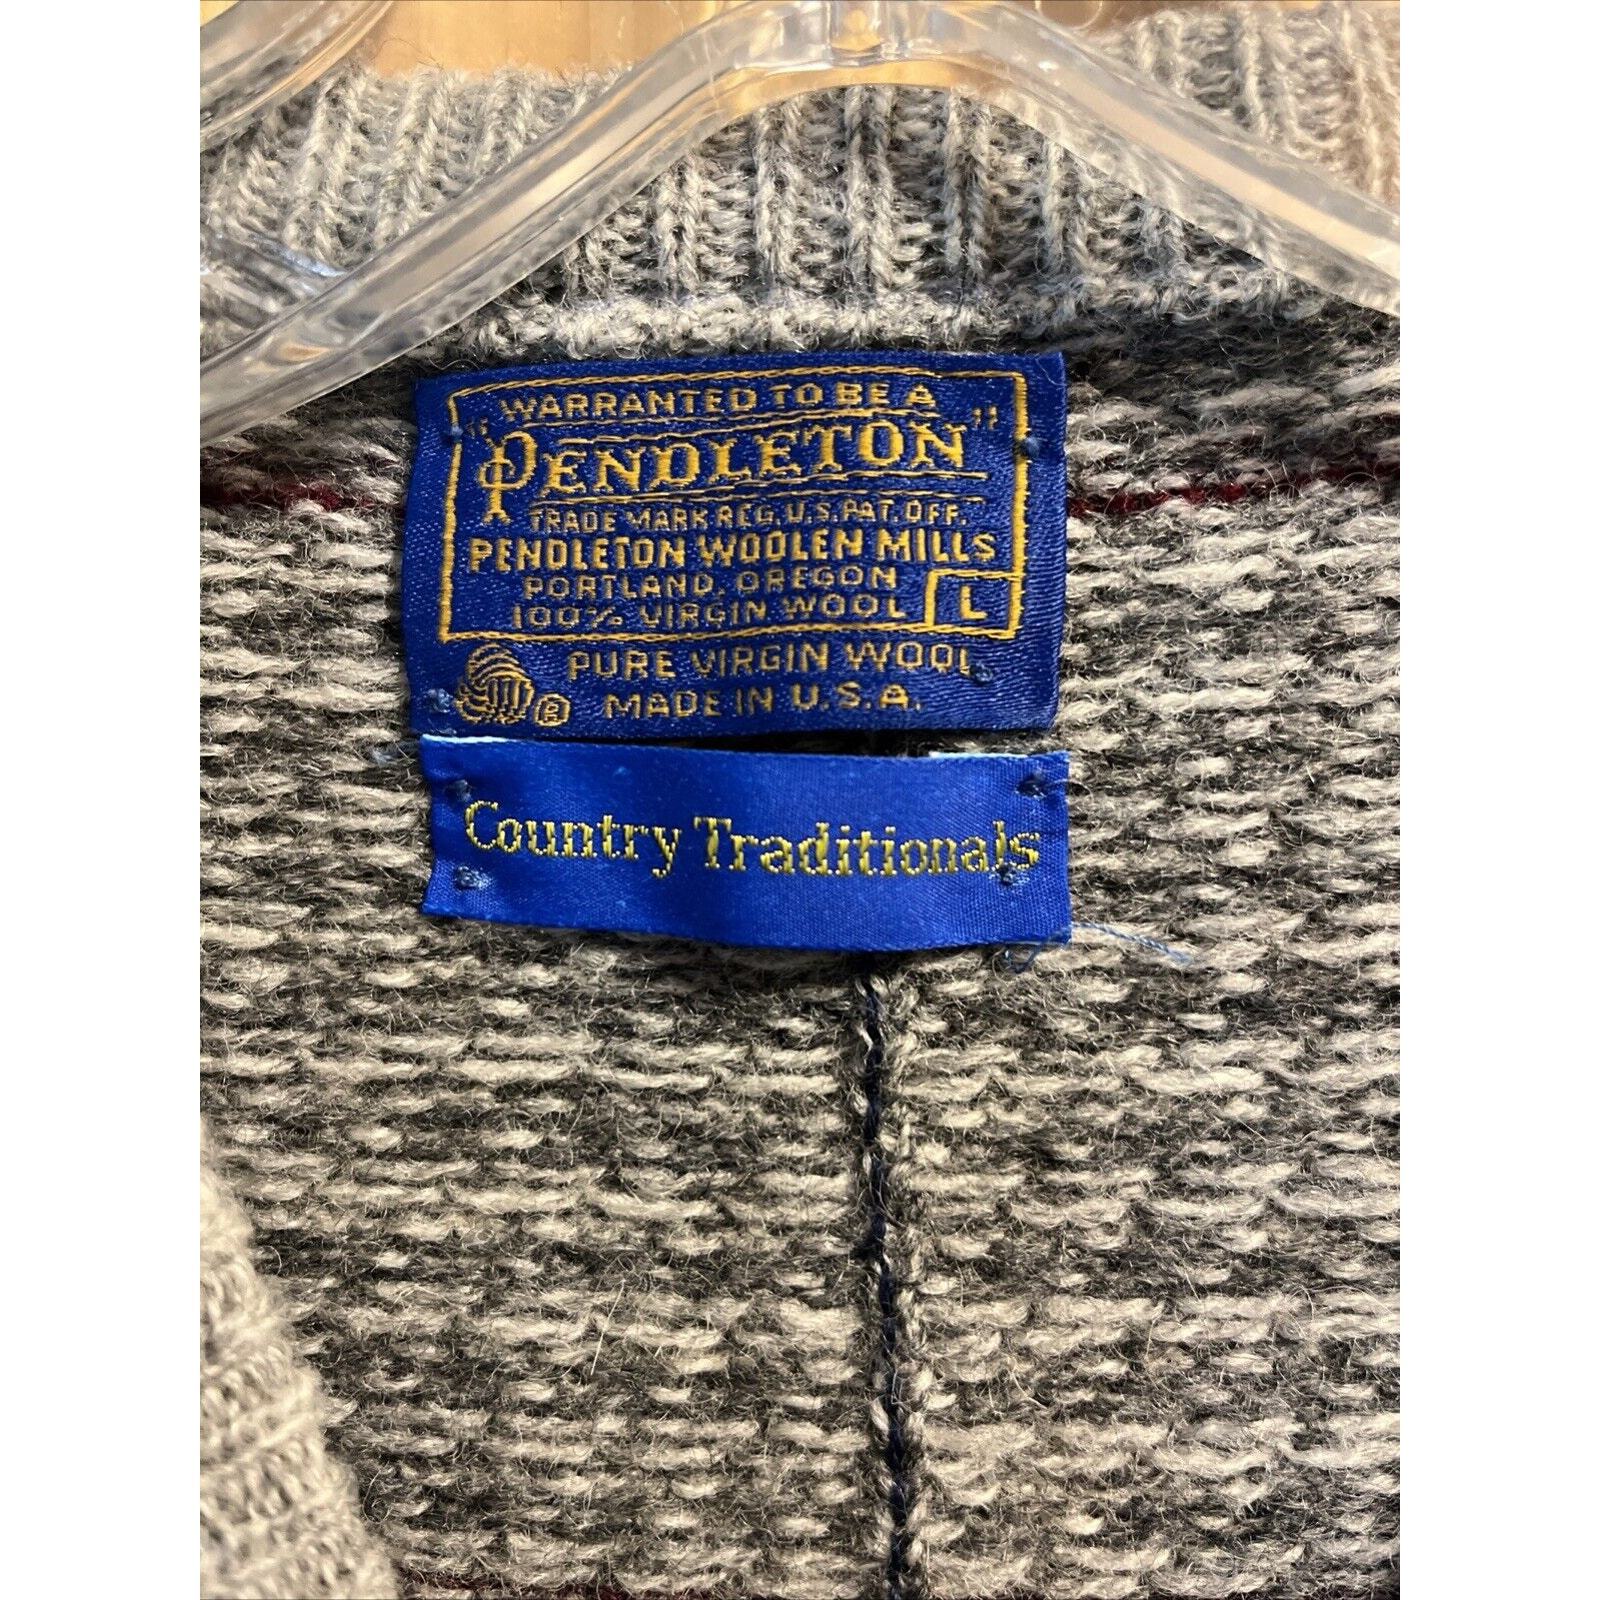 WARRANTED TO BE A
"PENDLETON"
TRADE MARK REG. U.S. PAT. OFF.
PENDLETON WOOLEN MILLS
PORTLAND, OREGON
100% VIRGIN WOOL L
PURE VIRGIN WOOL
® MADE IN U.S.A.
Country Traditionals